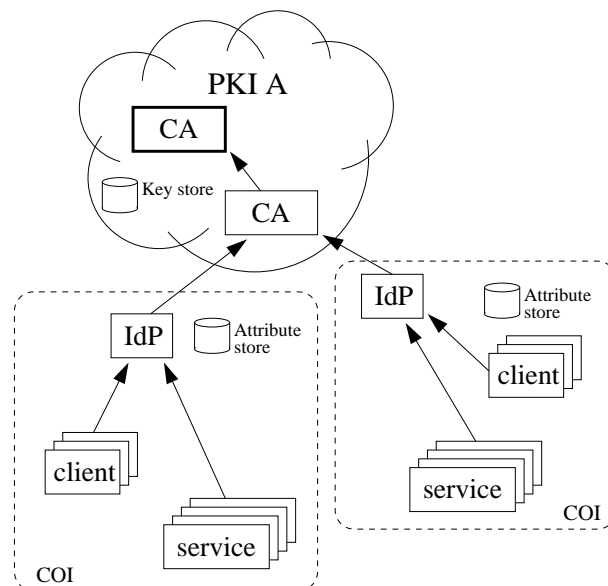 PKI A
CA
Key store
CA
IdP
Attribute
store
client
service
COI
IdP
Attribute
store
client
service
COI